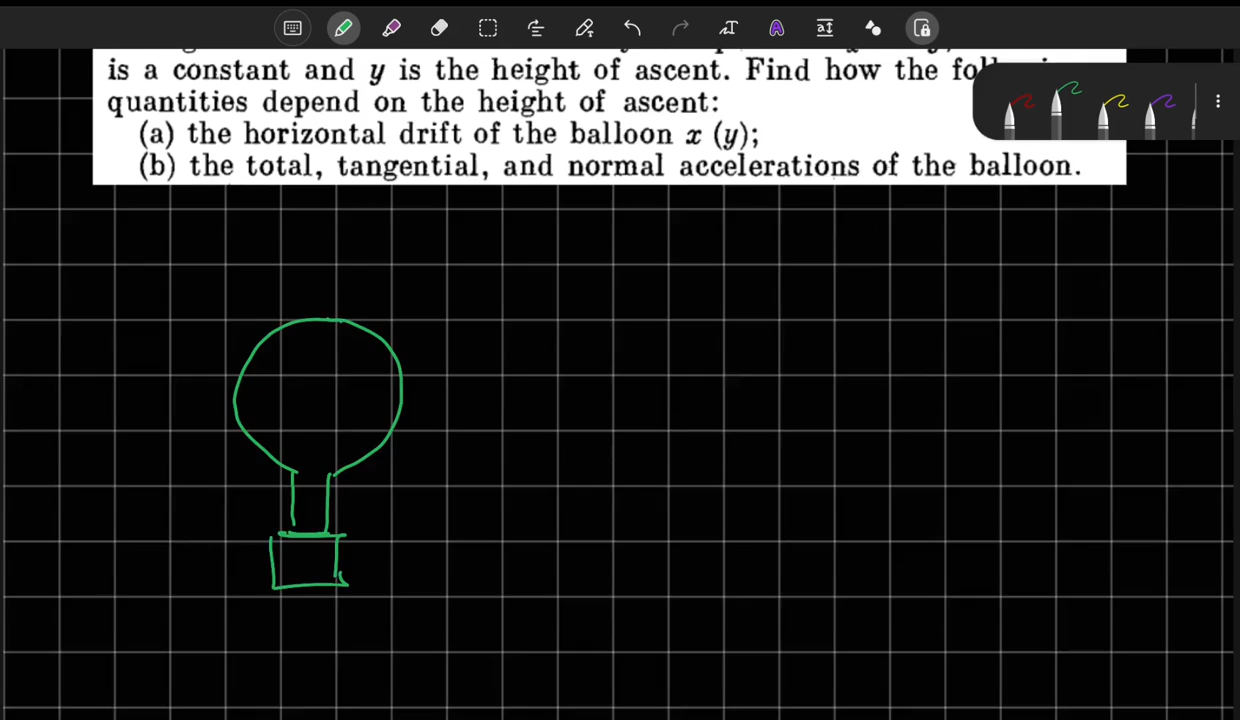 is a constant and y is the height of ascent. Find how the
quantities depend on the height of ascent:
(a) the horizontal drift of the balloon x (y);
(b) the total, tangential, and normal accelerations of the balloon.